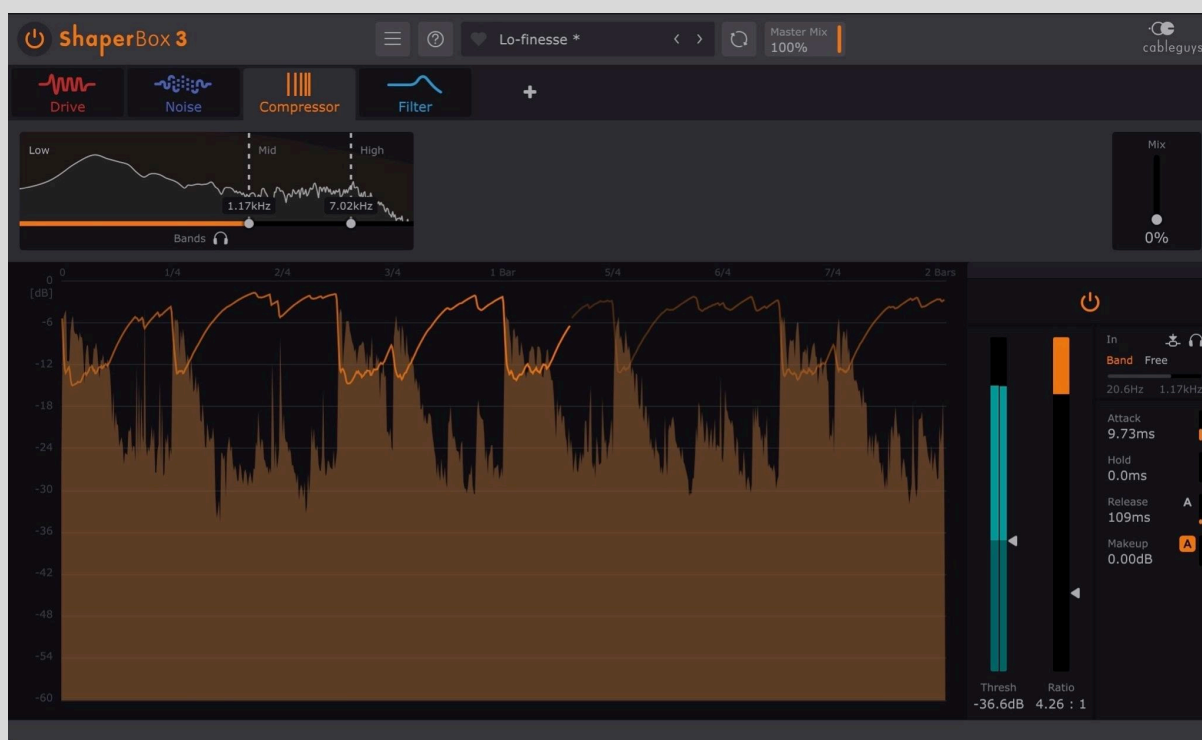 ShaperBox 3
Lo-finesse *
Master Mix
100%
cableguys
Drive
Noise
Compressor
Filter
Low
Mid
High
1.17kHz
7.02kHz
Bands
Mix
0%
0 1/4 2/4 3/4 1 Bar 5/4 6/4 7/4 2 Bars
0
[dB]
-6
-12
-18
-24
-30
-36
-42
-48
-54
-60
In
Band Free
20.6Hz 1.17kHz
Attack
9.73ms
Hold
0.0ms
Release A
109ms
Makeup A
0.00dB
Thresh Ratio
-36.6dB 4.26 : 1